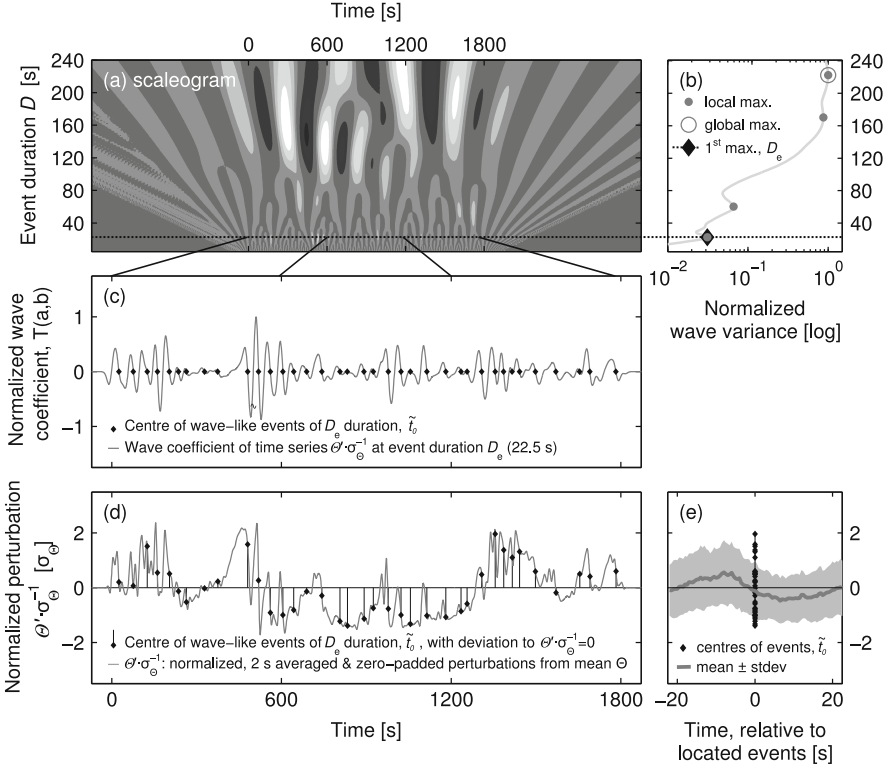 Time [s]
0 600 1200 1800
240
200
160
120
80
40
Event duration D [s]
(a) scaleogram
(b)
local max.
global max.
1st max., De
240
200
160
120
80
40
10−2 10−1 100
Normalized
wave variance [log]
Normalized wave
coefficient, T(a,b)
1
0
−1
(c)
Centre of wave−like events of De duration, t̃0
Wave coefficient of time series Θ′·σΘ−1 at event duration De (22.5 s)
Normalized perturbation
Θ′·σΘ−1 [σΘ]
2
0
−2
(d)
Centre of wave−like events of De duration, t̃0 , with deviation to Θ′·σΘ−1=0
Θ′·σΘ−1: normalized, 2 s averaged & zero−padded perturbations from mean Θ
0 600 1200 1800
Time [s]
(e)
2
0
−2
centres of events, t̃0
mean ± stdev
−20 0 20
Time, relative to
located events [s]